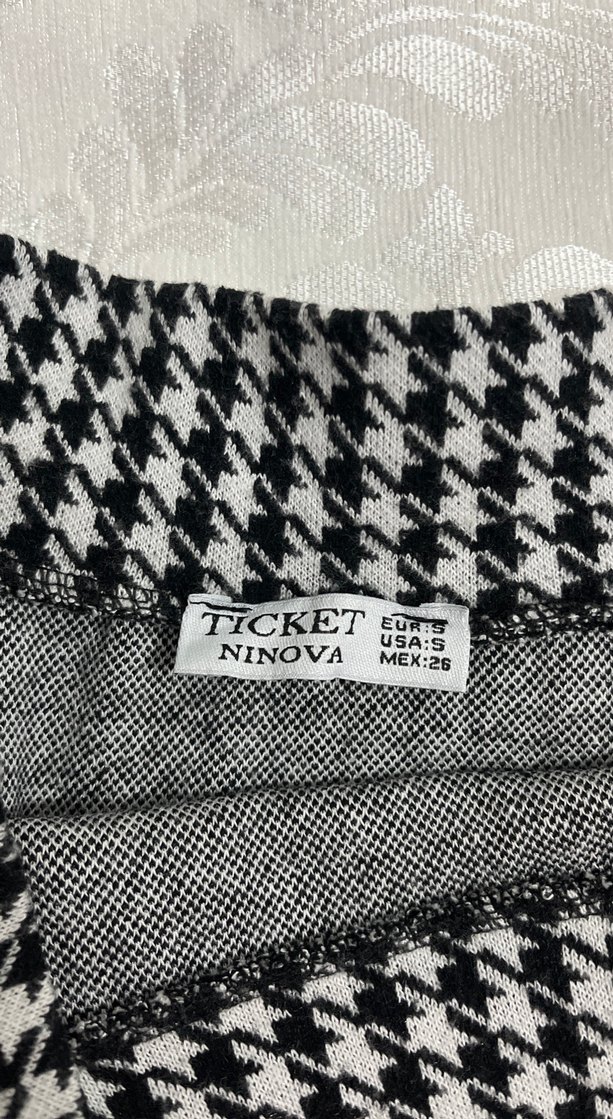 TICKET
NINOVA
EUR:S
USA:S
MEX:26